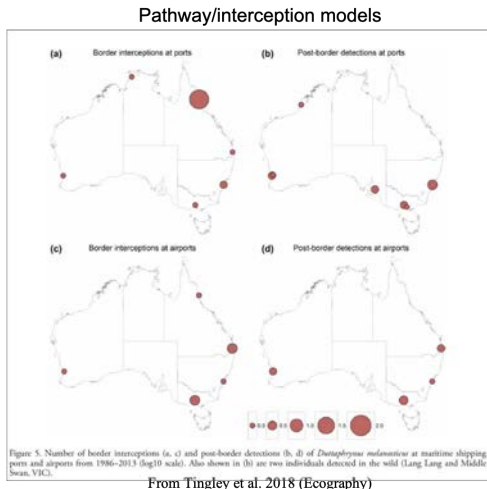 Pathway/interception models
(a) Border interceptions at ports
(b) Post-border detections at ports
(c) Border interceptions at airports
(d) Post-border detections at airports
0.0 0.5 1.0 1.5 2.0
Figure 5. Number of border interceptions (a, c) and post-border detections (b, d) of Duttaphrynus melanostictus at maritime shipping
ports and airports from 1986–2013 (log10 scale). Also shown in (b) are two individuals detected in the wild (Lang Lang and Middle
Swan, VIC).
From Tingley et al. 2018 (Ecography)